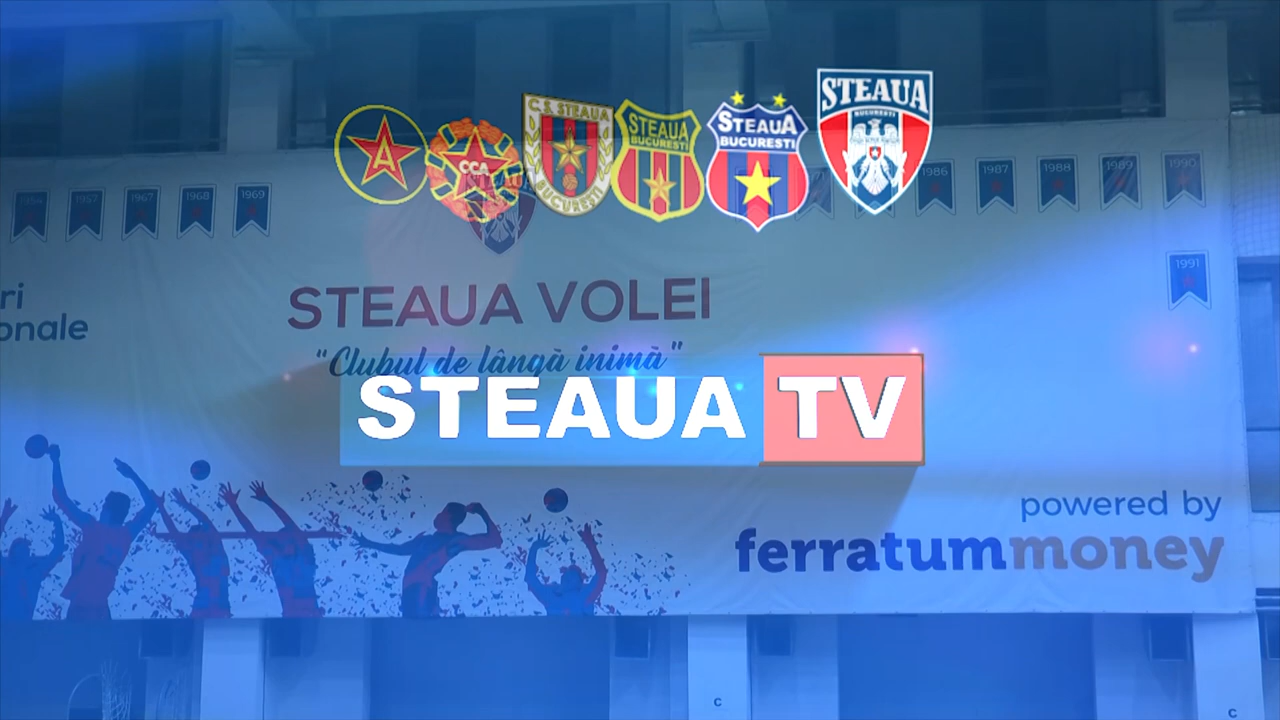 A
CCA
C.S. STEAUA
BUCUREȘTI
STEAUA
BUCUREȘTI
STEAUA
BUCUREȘTI
STEAUA
BUCUREȘTI
1967 1968 1969
1986 1987 1988 1989 1990
1991
ri
onale
STEAUA VOLEI
"Clubul de lângă inimă"
STEAUA TV
powered by
ferratummoney
C
C